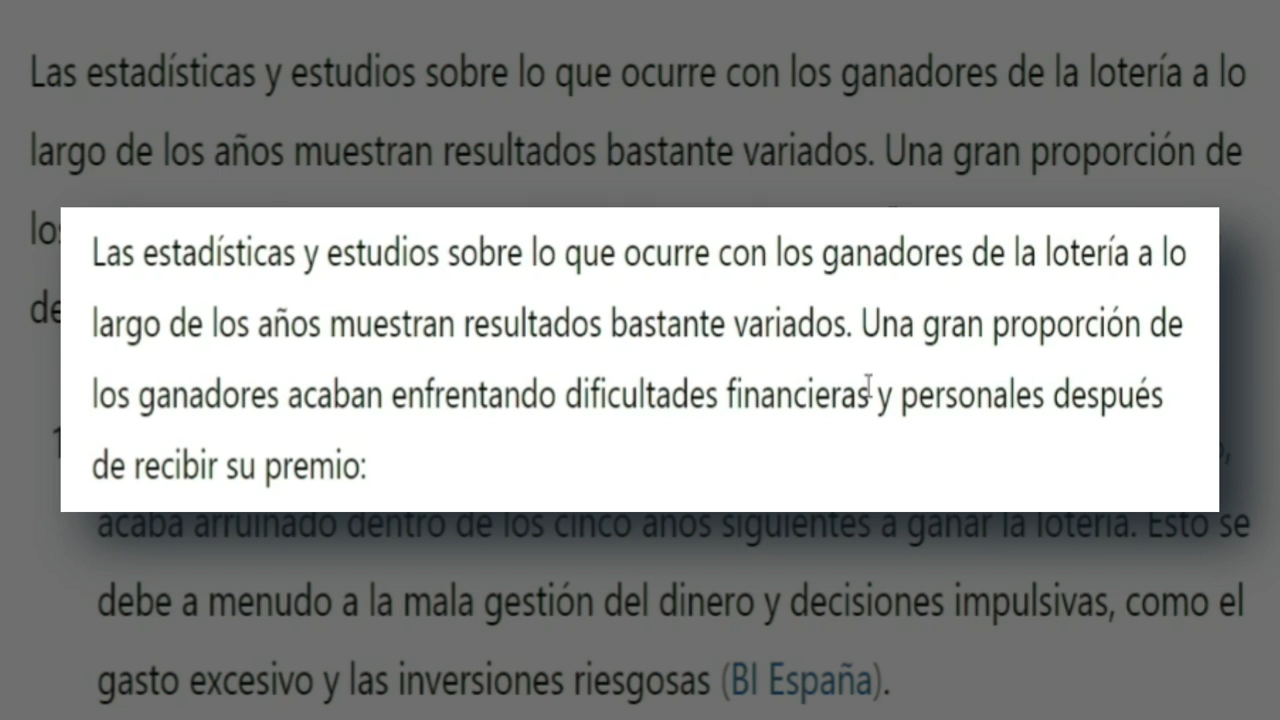 Las estadísticas y estudios sobre lo que ocurre con los ganadores de la lotería a lo
largo de los años muestran resultados bastante variados. Una gran proporción de
los
de
Las estadísticas y estudios sobre lo que ocurre con los ganadores de la lotería a lo
largo de los años muestran resultados bastante variados. Una gran proporción de
los ganadores acaban enfrentando dificultades financieras y personales después
de recibir su premio:
acaba arruinado dentro de los cinco años siguientes a ganar la lotería. Esto se
debe a menudo a la mala gestión del dinero y decisiones impulsivas, como el
gasto excesivo y las inversiones riesgosas (BI España).